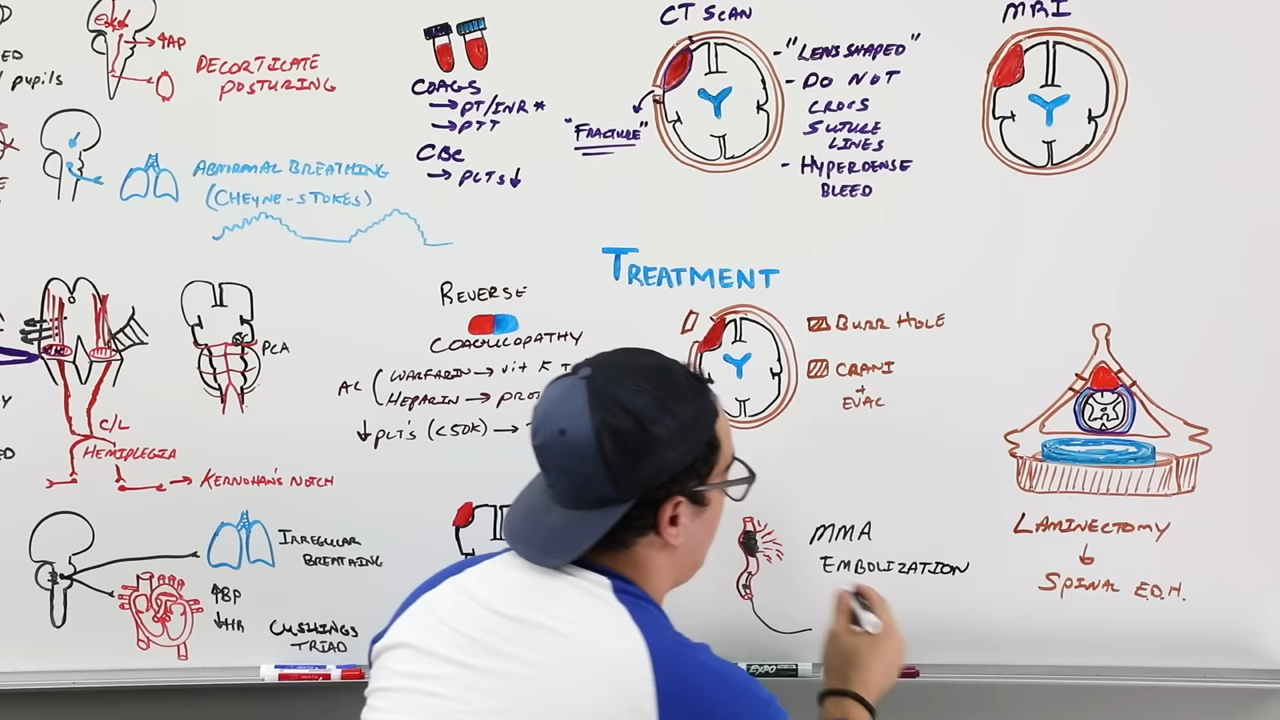 pupils
↑AP
DECORTICATE
POSTURING
ABNORMAL BREATHING
(CHEYNE-STOKES)
PCA
C/L
HEMIPLEGIA
→ KERNOHAN'S NOTCH
IRREGULAR
BREATHING
↑BP
↓HR
CUSHINGS
TRIAD
COAGS
→ PT/INR *
→ PTT
CBC
→ PLTS↓
CT SCAN
"FRACTURE"
- "LENS SHAPED"
- DO NOT
CROSS
SUTURE
LINES
- HYPERDENSE
BLEED
MRI
TREATMENT
REVERSE
COAGULOPATHY
AC
WARFARIN → vit K
HEPARIN → PROT
↓PLT'S (<50K) →
BURR HOLE
CRANI
+
EVAC
MMA
EMBOLIZATION
LAMINECTOMY
↓
SPINAL E.D.H.
EXPO